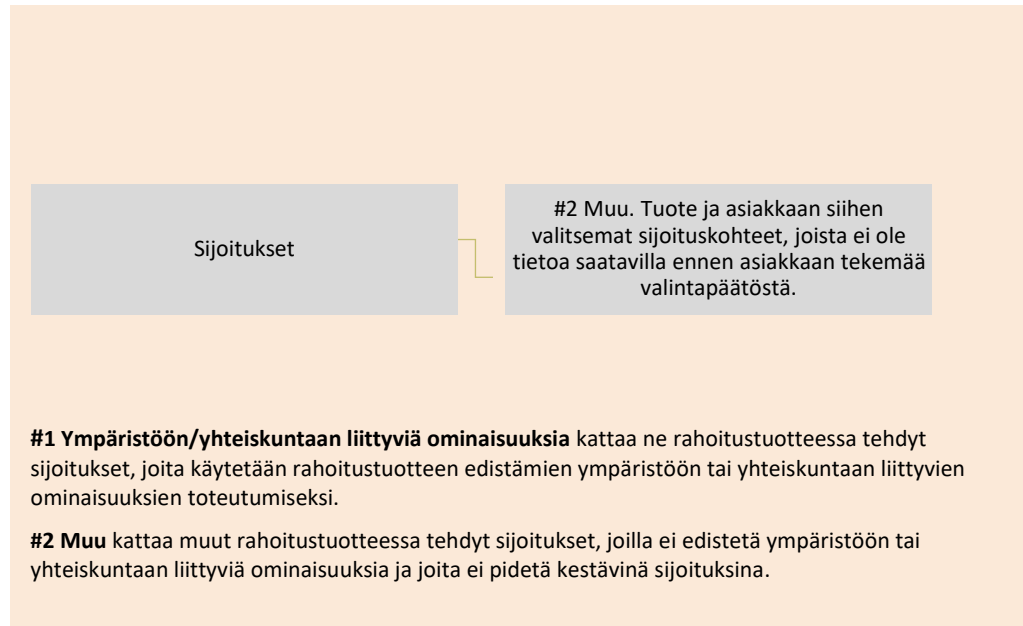 Sijoitukset
#2 Muu. Tuote ja asiakkaan siihen
valitsemat sijoituskohteet, joista ei ole
tietoa saatavilla ennen asiakkaan tekemää
valintapäätöstä.
#1 Ympäristöön/yhteiskuntaan liittyviä ominaisuuksia kattaa ne rahoitustuotteessa tehdyt
sijoitukset, joita käytetään rahoitustuotteen edistämien ympäristöön tai yhteiskuntaan liittyvien
ominaisuuksien toteutumiseksi.
#2 Muu kattaa muut rahoitustuotteessa tehdyt sijoitukset, joilla ei edistetä ympäristöön tai
yhteiskuntaan liittyviä ominaisuuksia ja joita ei pidetä kestävinä sijoituksina.